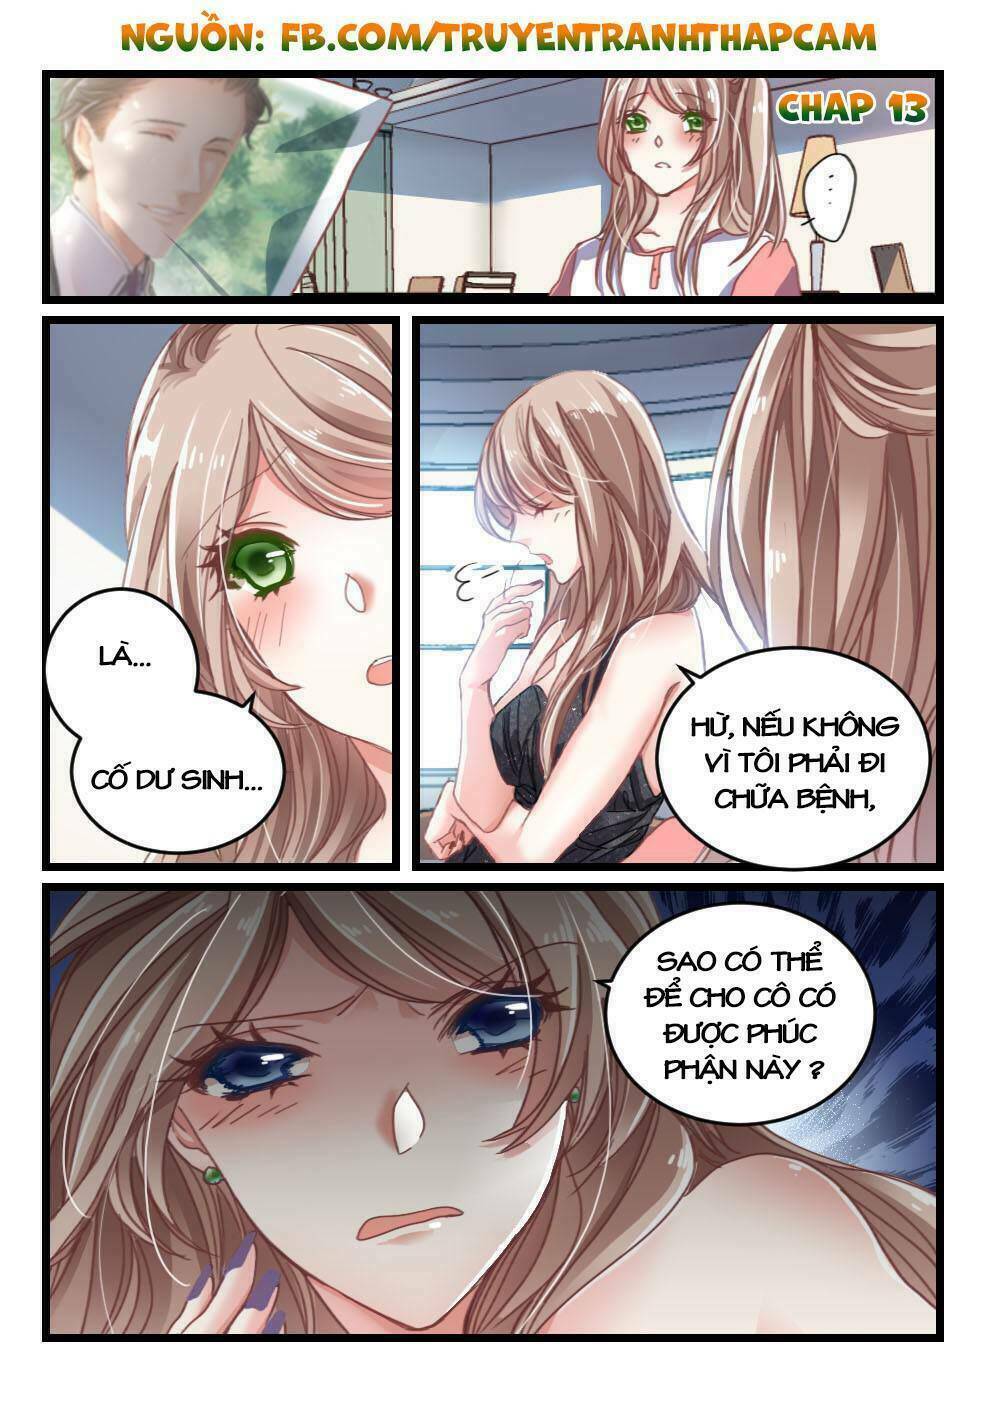 NGUỒN: FB.COM/TRUYENTRANHTHAPCAM
CHAP 13
......
LÀ...
CỐ DƯ SINH...
HỪ, NẾU KHÔNG
VÌ TÔI PHẢI ĐI
CHỮA BỆNH,
SAO CÓ THỂ
ĐỂ CHO CÔ CÓ
ĐƯỢC PHÚC
PHẬN NÀY ?